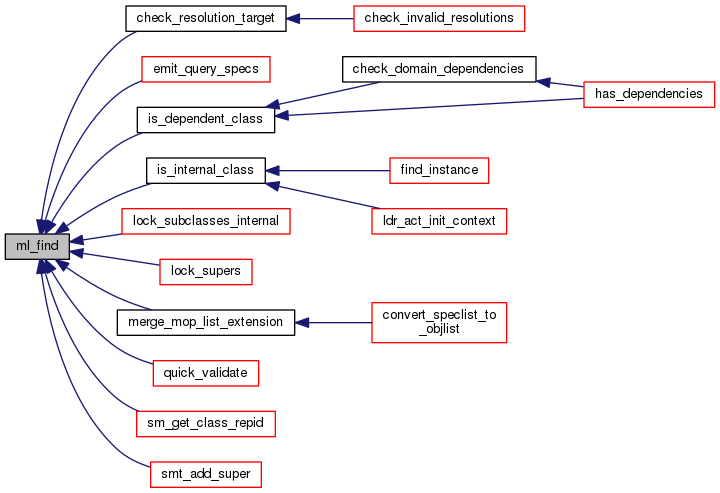 check_resolution_target
check_invalid_resolutions
emit_query_specs
check_domain_dependencies
has_dependencies
is_dependent_class
is_internal_class
find_instance
lock_subclasses_internal
ldr_act_init_context
ml_find
lock_supers
merge_mop_list_extension
convert_speclist_to
_objlist
quick_validate
sm_get_class_repid
smt_add_super